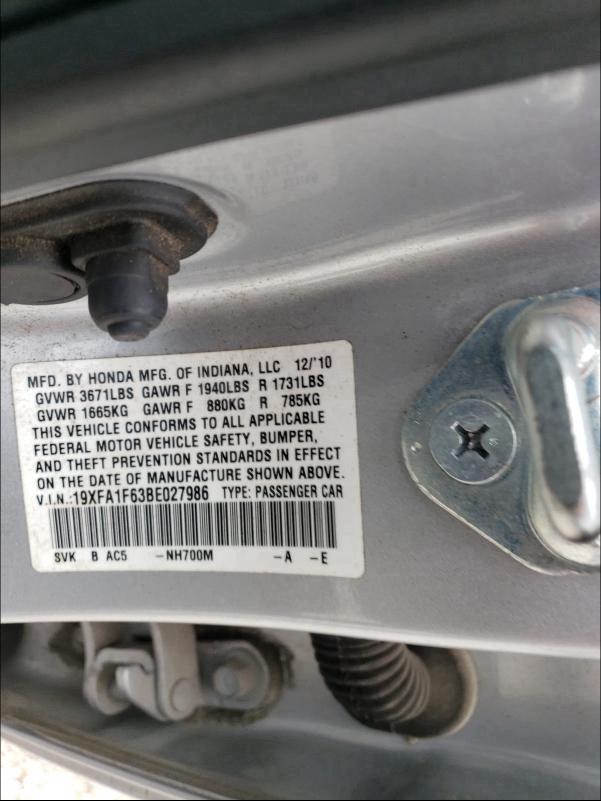 MFD. BY HONDA MFG. OF INDIANA, LLC 12/'10
GVWR 3671LBS GAWR F 1940LBS R 1731LBS
GVWR 1665KG GAWR F 880KG R 785KG
THIS VEHICLE CONFORMS TO ALL APPLICABLE
FEDERAL MOTOR VEHICLE SAFETY, BUMPER,
AND THEFT PREVENTION STANDARDS IN EFFECT
ON THE DATE OF MANUFACTURE SHOWN ABOVE.
V.I.N.:19XFA1F63BE027986 TYPE: PASSENGER CAR
SVK B AC5 -NH700M -A -E